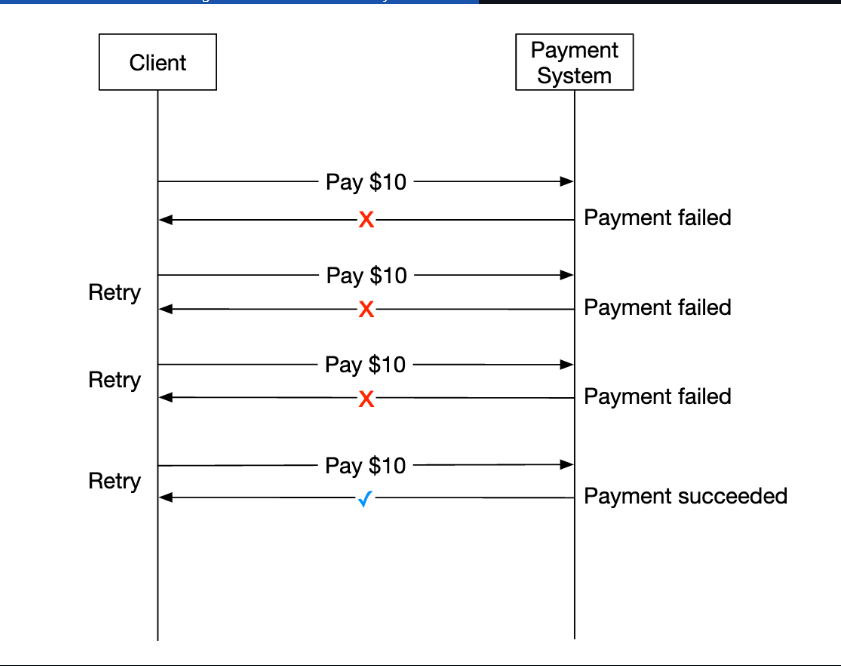 Client
Payment
System
Pay $10
X
Payment failed
Pay $10
Retry
X
Payment failed
Pay $10
Retry
X
Payment failed
Pay $10
Retry
✓
Payment succeeded